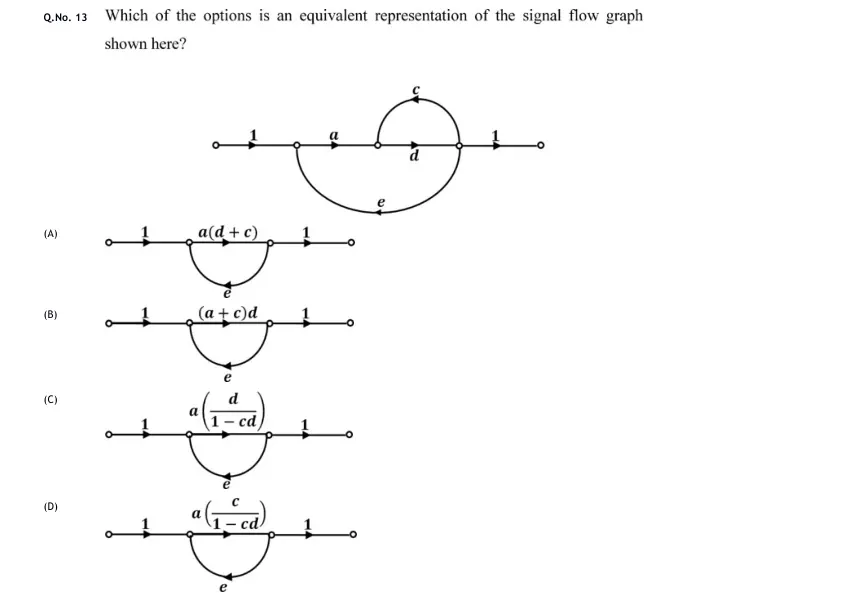 Q.No. 13 Which of the options is an equivalent representation of the signal flow graph
shown here?
c
1 a 1
d
e
(A) 1 a(d + c) 1
e
(B) 1 (a + c)d 1
e
(C) 1 a(d/(1 − cd)) 1
e
(D) 1 a(c/(1 − cd)) 1
e